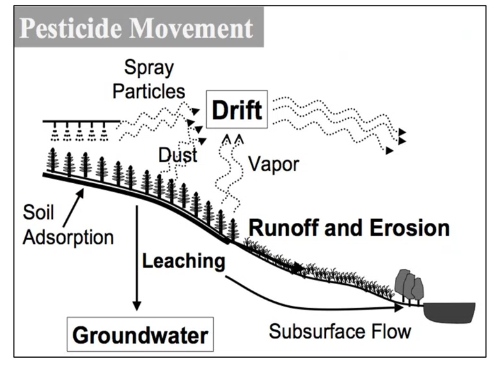 Pesticide Movement
Spray
Particles
Drift
Dust
Vapor
Soil
Adsorption
Runoff and Erosion
Leaching
Groundwater
Subsurface Flow